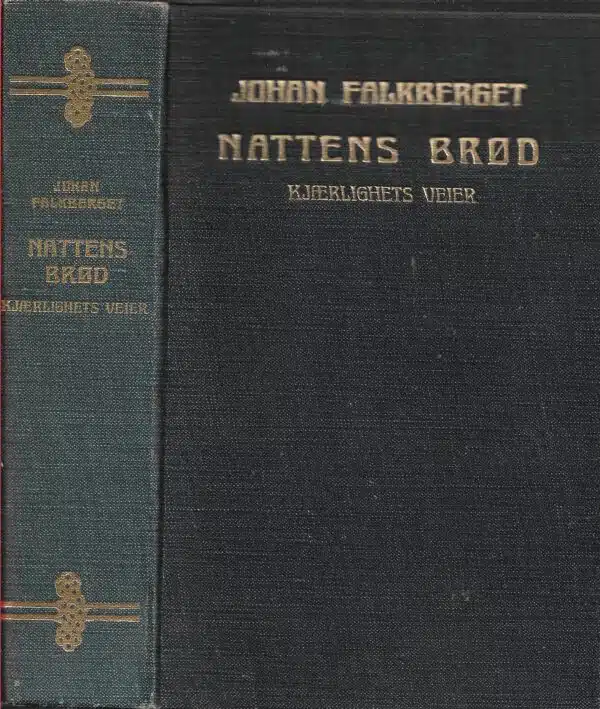 JOHAN
FALKBERGET
NATTENS
BRØD
KJÆRLIGHETS VEIER
JOHAN FALKBERGET
NATTENS BRØD
KJÆRLIGHETS VEIER